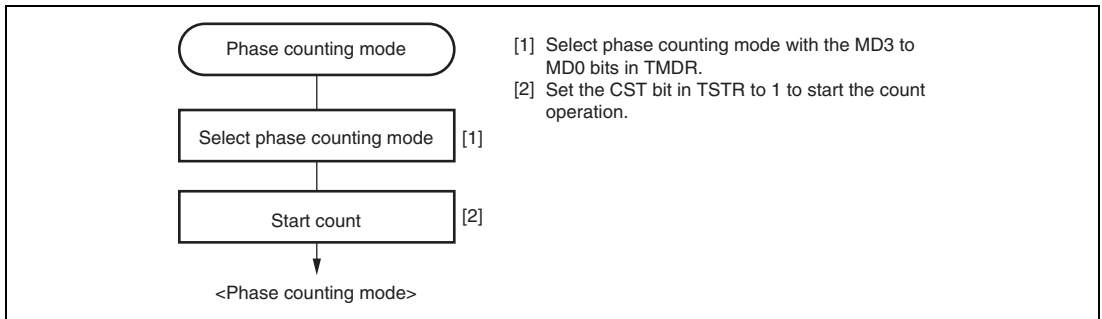 Phase counting mode
Select phase counting mode [1]
Start count [2]
<Phase counting mode>
[1] Select phase counting mode with the MD3 to
MD0 bits in TMDR.
[2] Set the CST bit in TSTR to 1 to start the count
operation.